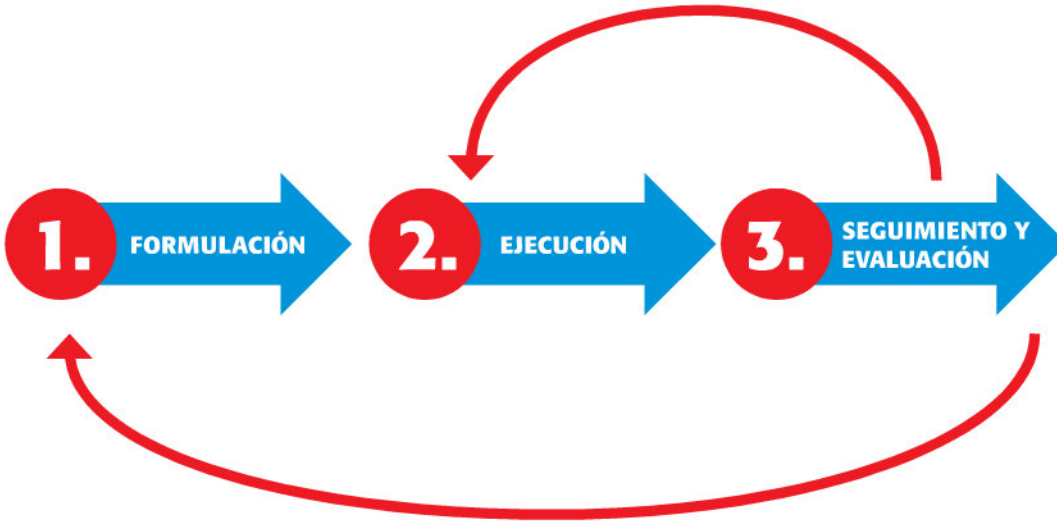 1. FORMULACIÓN
2. EJECUCIÓN
3. SEGUIMIENTO Y
EVALUACIÓN